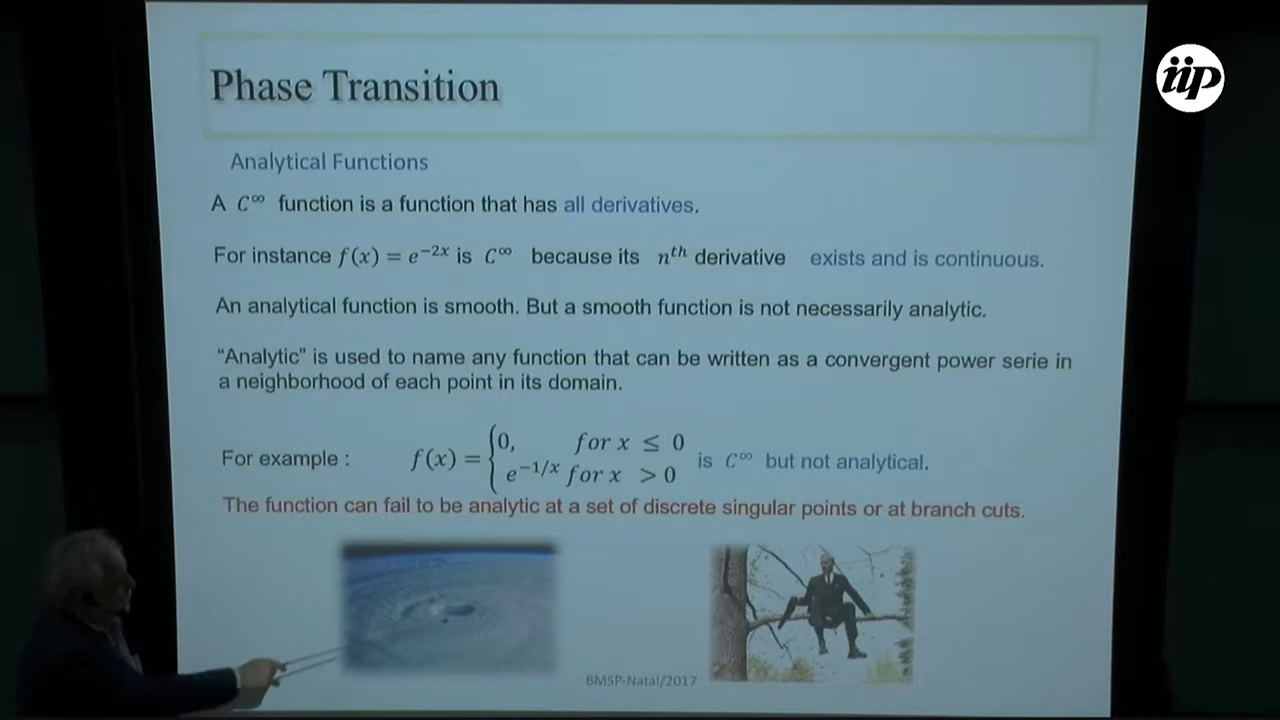 iip
Phase Transition
Analytical Functions
A C∞ function is a function that has all derivatives.
For instance f(x) = e⁻²ˣ is C∞ because its nᵗʰ derivative exists and is continuous.
An analytical function is smooth. But a smooth function is not necessarily analytic.
“Analytic” is used to name any function that can be written as a convergent power serie in
a neighborhood of each point in its domain.
For example : f(x) = {0, for x ≤ 0
e^{-1/x} for x > 0
is C∞ but not analytical.
The function can fail to be analytic at a set of discrete singular points or at branch cuts.
BMSP-Natal/2017